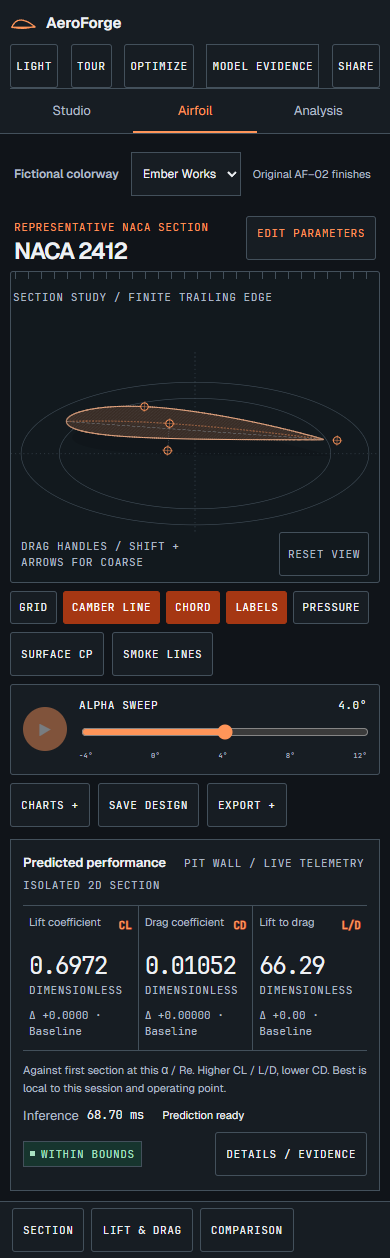 AeroForge
LIGHT TOUR OPTIMIZE MODEL EVIDENCE SHARE
Studio Airfoil Analysis
Fictional colorway Ember Works Original AF–02 finishes
REPRESENTATIVE NACA SECTION
NACA 2412
EDIT PARAMETERS
SECTION STUDY / FINITE TRAILING EDGE
DRAG HANDLES / SHIFT +
ARROWS FOR COARSE
RESET VIEW
GRID CAMBER LINE CHORD LABELS PRESSURE
SURFACE CP SMOKE LINES
ALPHA SWEEP 4.0°
-4° 0° 4° 8° 12°
CHARTS + SAVE DESIGN EXPORT +
Predicted performance PIT WALL / LIVE TELEMETRY
ISOLATED 2D SECTION
Lift coefficient CL Drag coefficient CD Lift to drag L/D
0.6972 0.01052 66.29
DIMENSIONLESS DIMENSIONLESS DIMENSIONLESS
Δ +0.0000 · Δ +0.00000 · Δ +0.00 ·
Baseline Baseline Baseline
Against first section at this α / Re. Higher CL / L/D, lower CD. Best is
local to this session and operating point.
Inference 68.70 ms Prediction ready
WITHIN BOUNDS DETAILS / EVIDENCE
SECTION LIFT & DRAG COMPARISON